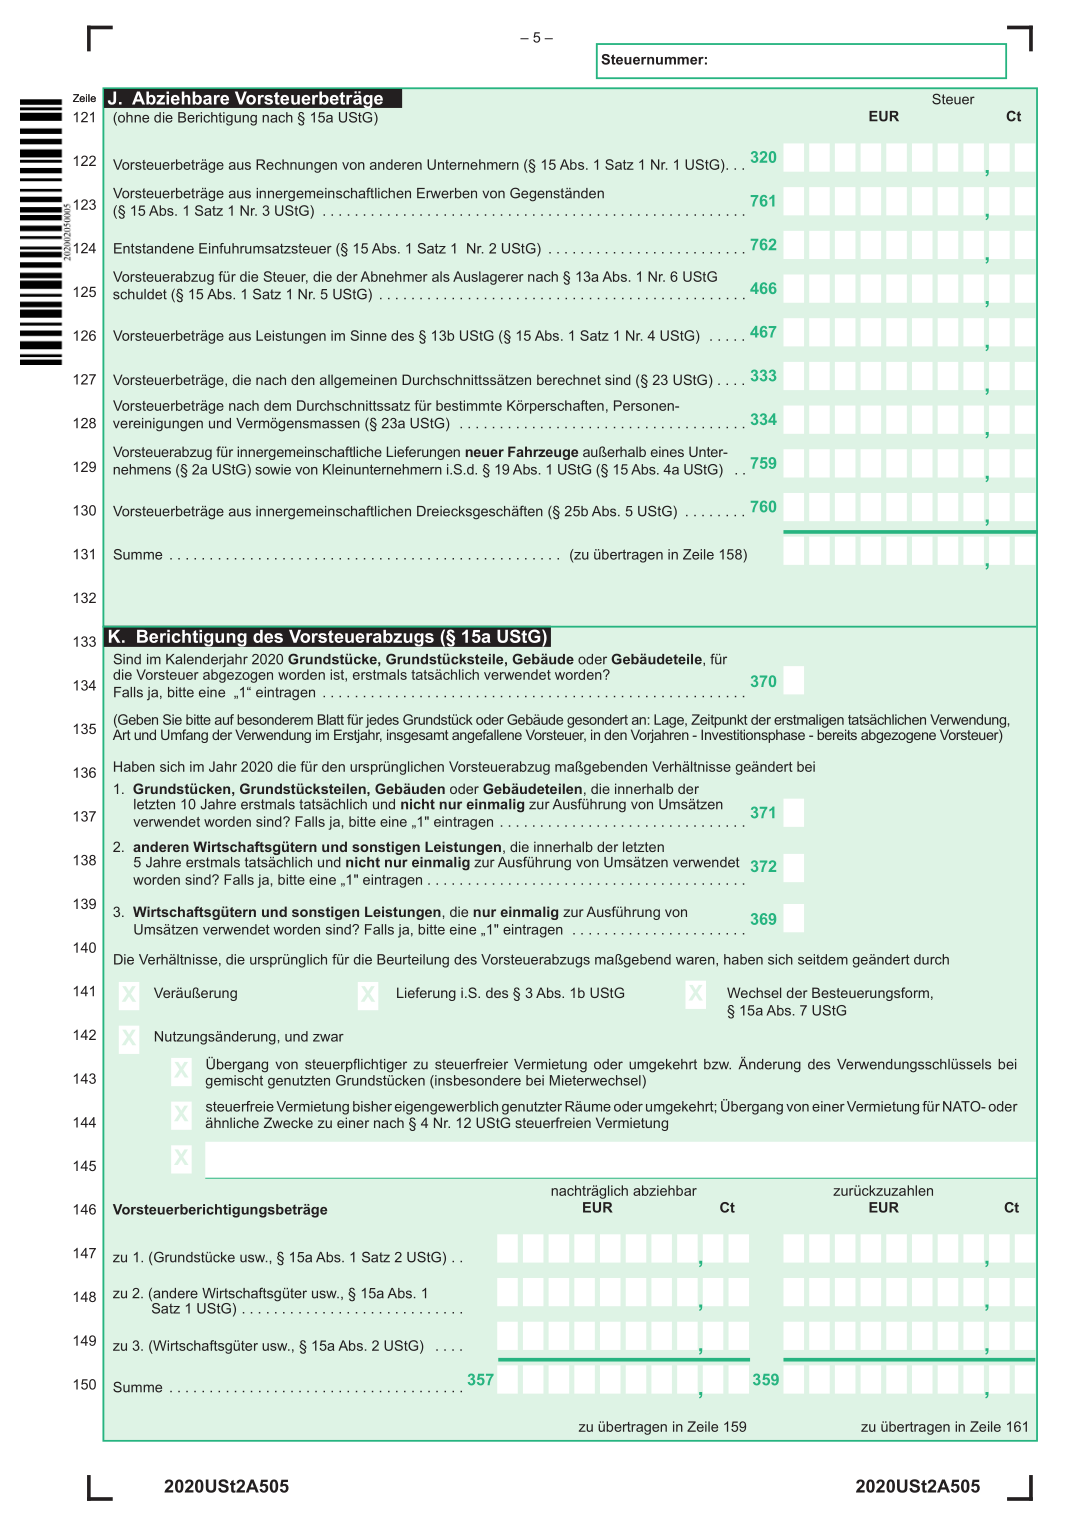 – 5 –
Steuernummer:
Zeile J. Abziehbare Vorsteuerbeträge Steuer
121 (ohne die Berichtigung nach § 15a UStG) EUR Ct
122 Vorsteuerbeträge aus Rechnungen von anderen Unternehmern (§ 15 Abs. 1 Satz 1 Nr. 1 UStG). . . 320 ,
Vorsteuerbeträge aus innergemeinschaftlichen Erwerben von Gegenständen
123 (§ 15 Abs. 1 Satz 1 Nr. 3 UStG) . . . . . . . . . . . . . . . . . . . . . . . . . . . . . . . . . . . . . . . . . . . . . . . . . . . . . 761 ,
202002050005
124 Entstandene Einfuhrumsatzsteuer (§ 15 Abs. 1 Satz 1 Nr. 2 UStG) . . . . . . . . . . . . . . . . . . . . . . . . . 762 ,
Vorsteuerabzug für die Steuer, die der Abnehmer als Auslagerer nach § 13a Abs. 1 Nr. 6 UStG
125 schuldet (§ 15 Abs. 1 Satz 1 Nr. 5 UStG) . . . . . . . . . . . . . . . . . . . . . . . . . . . . . . . . . . . . . . . . . . . . . . 466 ,
126 Vorsteuerbeträge aus Leistungen im Sinne des § 13b UStG (§ 15 Abs. 1 Satz 1 Nr. 4 UStG) . . . . . 467 ,
127 Vorsteuerbeträge, die nach den allgemeinen Durchschnittssätzen berechnet sind (§ 23 UStG) . . . . 333 ,
Vorsteuerbeträge nach dem Durchschnittssatz für bestimmte Körperschaften, Personen-
128 vereinigungen und Vermögensmassen (§ 23a UStG) . . . . . . . . . . . . . . . . . . . . . . . . . . . . . . . . . . . . 334 ,
Vorsteuerabzug für innergemeinschaftliche Lieferungen neuer Fahrzeuge außerhalb eines Unter-
129 nehmens (§ 2a UStG) sowie von Kleinunternehmern i.S.d. § 19 Abs. 1 UStG (§ 15 Abs. 4a UStG) . . 759 ,
130 Vorsteuerbeträge aus innergemeinschaftlichen Dreiecksgeschäften (§ 25b Abs. 5 UStG) . . . . . . . . 760 ,
131 Summe . . . . . . . . . . . . . . . . . . . . . . . . . . . . . . . . . . . . . . . . . . . . . . . . . (zu übertragen in Zeile 158) ,
132
133 K. Berichtigung des Vorsteuerabzugs (§ 15a UStG)
Sind im Kalenderjahr 2020 Grundstücke, Grundstücksteile, Gebäude oder Gebäudeteile, für
die Vorsteuer abgezogen worden ist, erstmals tatsächlich verwendet worden?
134 Falls ja, bitte eine „1“ eintragen . . . . . . . . . . . . . . . . . . . . . . . . . . . . . . . . . . . . . . . . . . . . . . . . . . . . . 370
(Geben Sie bitte auf besonderem Blatt für jedes Grundstück oder Gebäude gesondert an: Lage, Zeitpunkt der erstmaligen tatsächlichen Verwendung,
135 Art und Umfang der Verwendung im Erstjahr, insgesamt angefallene Vorsteuer, in den Vorjahren - Investitionsphase - bereits abgezogene Vorsteuer)
136 Haben sich im Jahr 2020 die für den ursprünglichen Vorsteuerabzug maßgebenden Verhältnisse geändert bei
1. Grundstücken, Grundstücksteilen, Gebäuden oder Gebäudeteilen, die innerhalb der
letzten 10 Jahre erstmals tatsächlich und nicht nur einmalig zur Ausführung von Umsätzen
137 verwendet worden sind? Falls ja, bitte eine „1" eintragen . . . . . . . . . . . . . . . . . . . . . . . . . . . . . . . 371
2. anderen Wirtschaftsgütern und sonstigen Leistungen, die innerhalb der letzten
138 5 Jahre erstmals tatsächlich und nicht nur einmalig zur Ausführung von Umsätzen verwendet 372
worden sind? Falls ja, bitte eine „1" eintragen . . . . . . . . . . . . . . . . . . . . . . . . . . . . . . . . . . . . . . . .
139
3. Wirtschaftsgütern und sonstigen Leistungen, die nur einmalig zur Ausführung von
Umsätzen verwendet worden sind? Falls ja, bitte eine „1" eintragen . . . . . . . . . . . . . . . . . . . . . . 369
140
Die Verhältnisse, die ursprünglich für die Beurteilung des Vorsteuerabzugs maßgebend waren, haben sich seitdem geändert durch
141 X Veräußerung X Lieferung i.S. des § 3 Abs. 1b UStG X Wechsel der Besteuerungsform,
§ 15a Abs. 7 UStG
142 X Nutzungsänderung, und zwar
X Übergang von steuerpflichtiger zu steuerfreier Vermietung oder umgekehrt bzw. Änderung des Verwendungsschlüssels bei
143 gemischt genutzten Grundstücken (insbesondere bei Mieterwechsel)
X steuerfreie Vermietung bisher eigengewerblich genutzter Räume oder umgekehrt; Übergang von einer Vermietung für NATO- oder
144 ähnliche Zwecke zu einer nach § 4 Nr. 12 UStG steuerfreien Vermietung
145 X
nachträglich abziehbar zurückzuzahlen
146 Vorsteuerberichtigungsbeträge EUR Ct EUR Ct
147 zu 1. (Grundstücke usw., § 15a Abs. 1 Satz 2 UStG) . . , ,
148 zu 2. (andere Wirtschaftsgüter usw., § 15a Abs. 1
Satz 1 UStG) . . . . . . . . . . . . . . . . . . . . . . . . . . . . , ,
149 zu 3. (Wirtschaftsgüter usw., § 15a Abs. 2 UStG) . . . . , ,
150 Summe . . . . . . . . . . . . . . . . . . . . . . . . . . . . . . . . . . . . . 357 , 359 ,
zu übertragen in Zeile 159 zu übertragen in Zeile 161
2020USt2A505 2020USt2A505